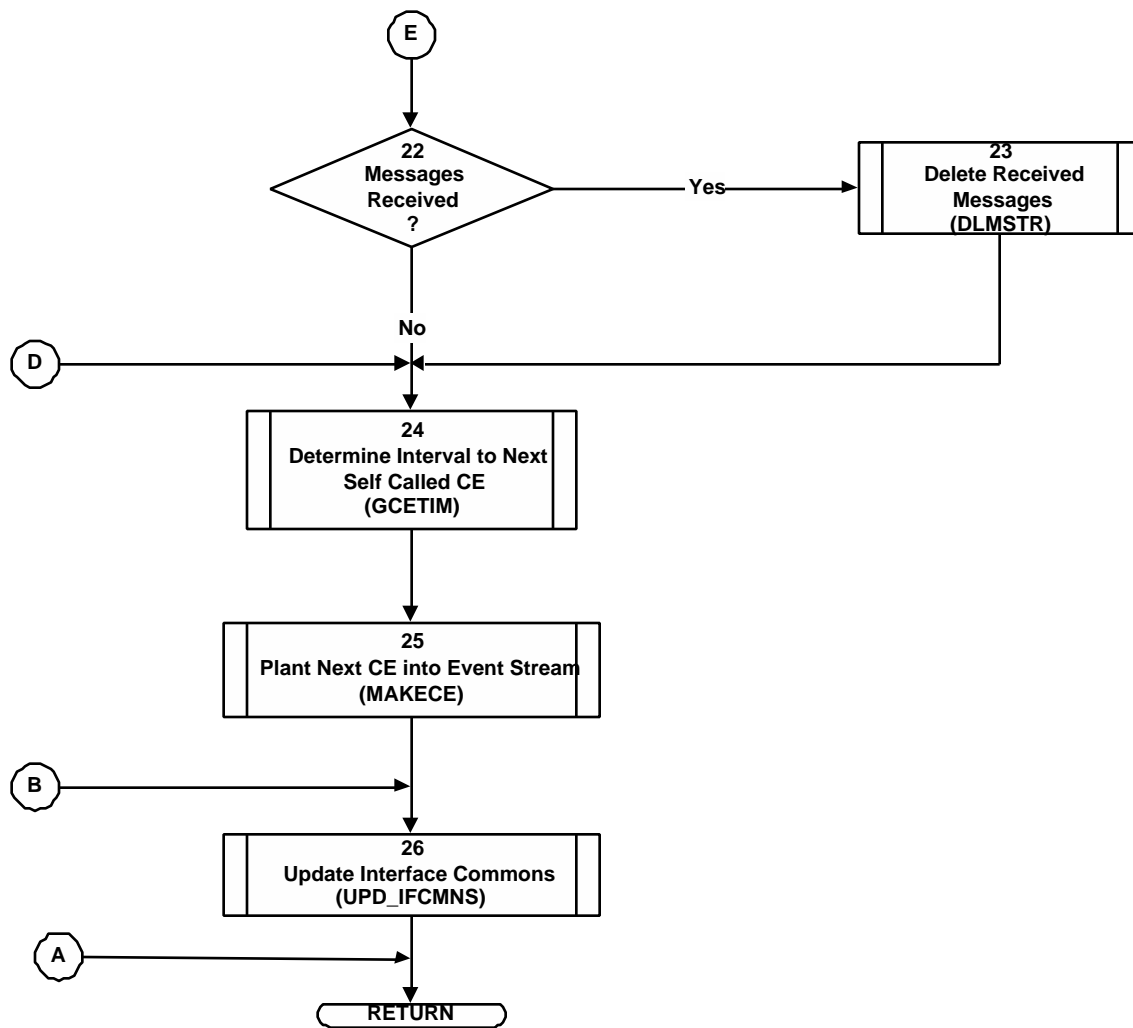 E
22
Messages
Received
?
Yes
23
Delete Received
Messages
(DLMSTR)
No
D
24
Determine Interval to Next
Self Called CE
(GCETIM)
25
Plant Next CE into Event Stream
(MAKECE)
B
26
Update Interface Commons
(UPD_IFCMNS)
A
RETURN